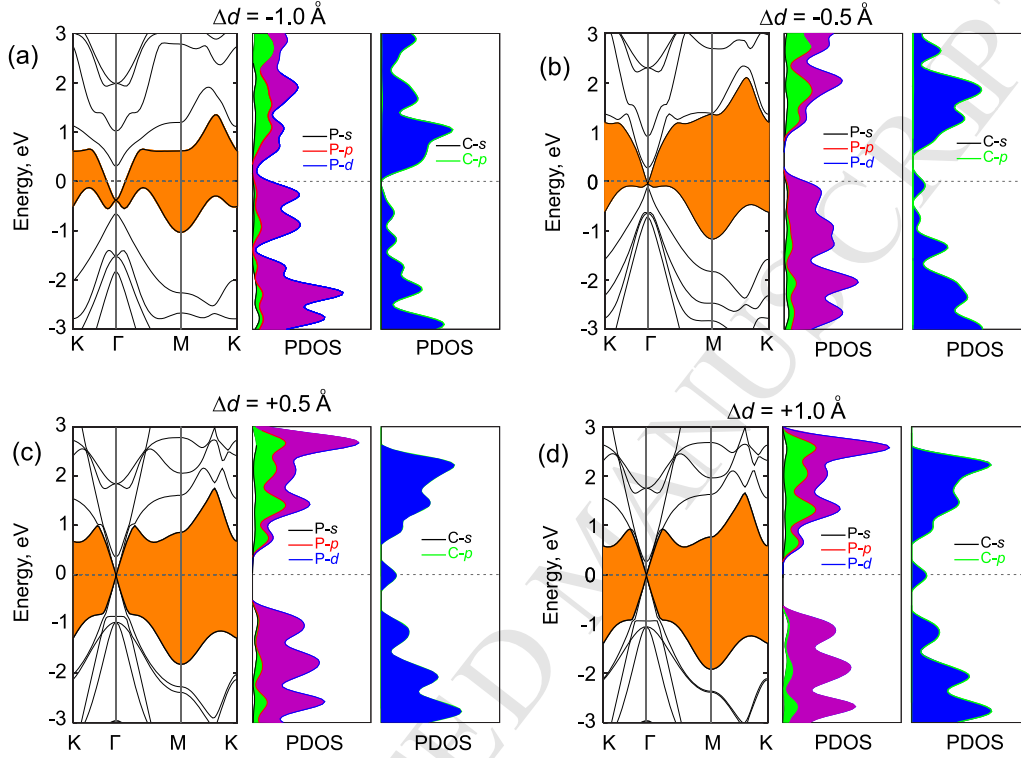 Δd = -1.0 Å
Δd = -0.5 Å
(a)
3
2
1
0
-1
-2
-3
Energy, eV
K Γ M K
P-s
P-p
P-d
PDOS
C-s
C-p
PDOS
(b)
3
2
1
0
-1
-2
-3
Energy, eV
K Γ M K
P-s
P-p
P-d
PDOS
C-s
C-p
PDOS
Δd = +0.5 Å
Δd = +1.0 Å
(c)
3
2
1
0
-1
-2
-3
Energy, eV
K Γ M K
P-s
P-p
P-d
PDOS
C-s
C-p
PDOS
(d)
3
2
1
0
-1
-2
-3
Energy, eV
K Γ M K
P-s
P-p
P-d
PDOS
C-s
C-p
PDOS
TED MANUSCRIPT